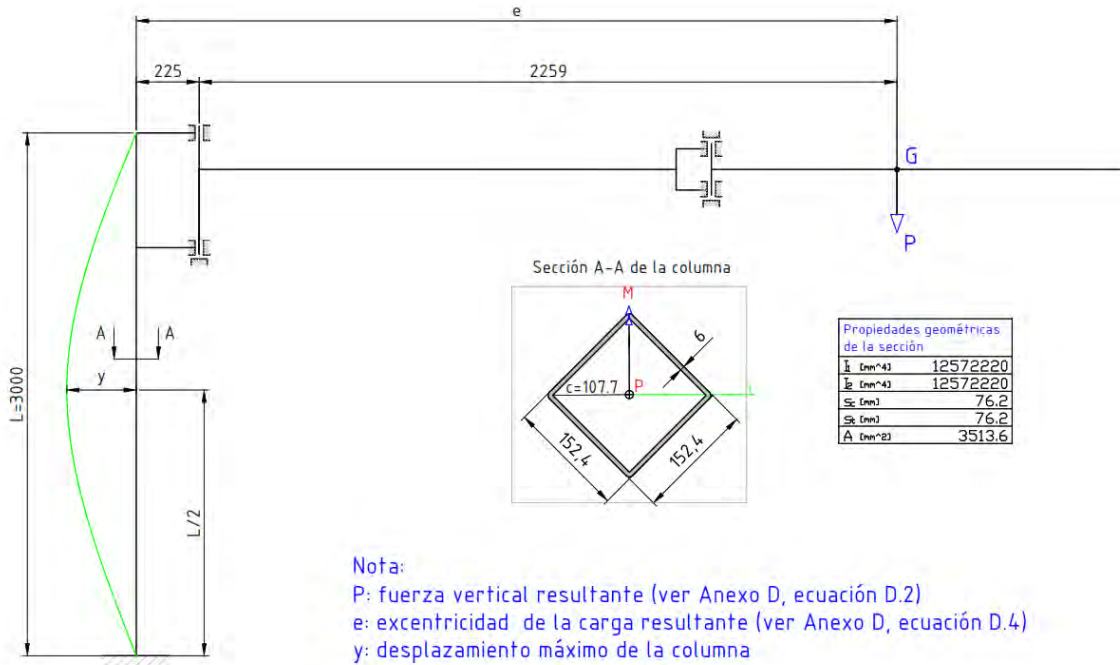 e
225
2259
G
P
L=3000
A
A
y
L/2
Sección A-A de la columna
M
6
c=107.7
P
152,4
152,4
Propiedades geométricas
de la sección
I1 [mm^4] 12572220
I2 [mm^4] 12572220
Sc [mm] 76.2
St [mm] 76.2
A [mm^2] 3513.6
Nota:
P: fuerza vertical resultante (ver Anexo D, ecuación D.2)
e: excentricidad de la carga resultante (ver Anexo D, ecuación D.4)
y: desplazamiento máximo de la columna